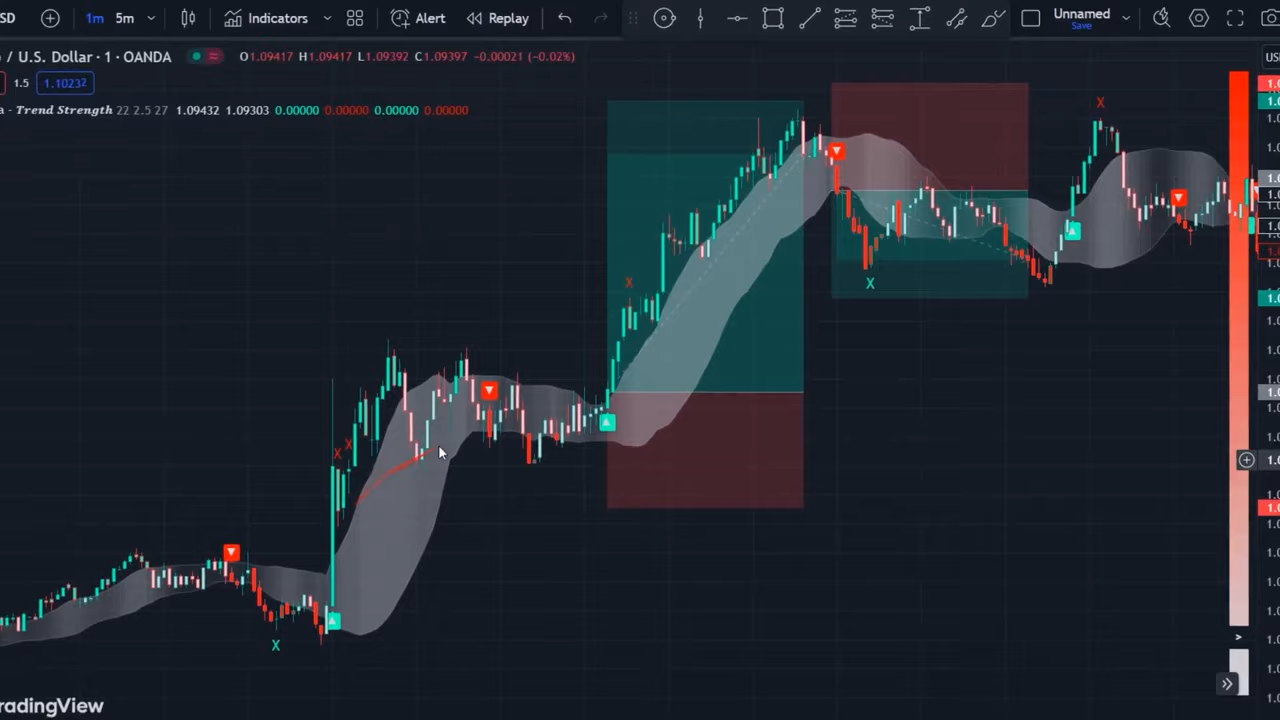 SD 1m 5m Indicators Alert Replay Unnamed
Save
/ U.S. Dollar · 1 · OANDA O1.09417 H1.09417 L1.09392 C1.09397 -0.00021 (-0.02%)
1.5 1.10232
a - Trend Strength 22 2.5 27 1.09432 1.09303 0.00000 0.00000 0.00000 0.00000
X
X
X
X
X
X
X
radingView